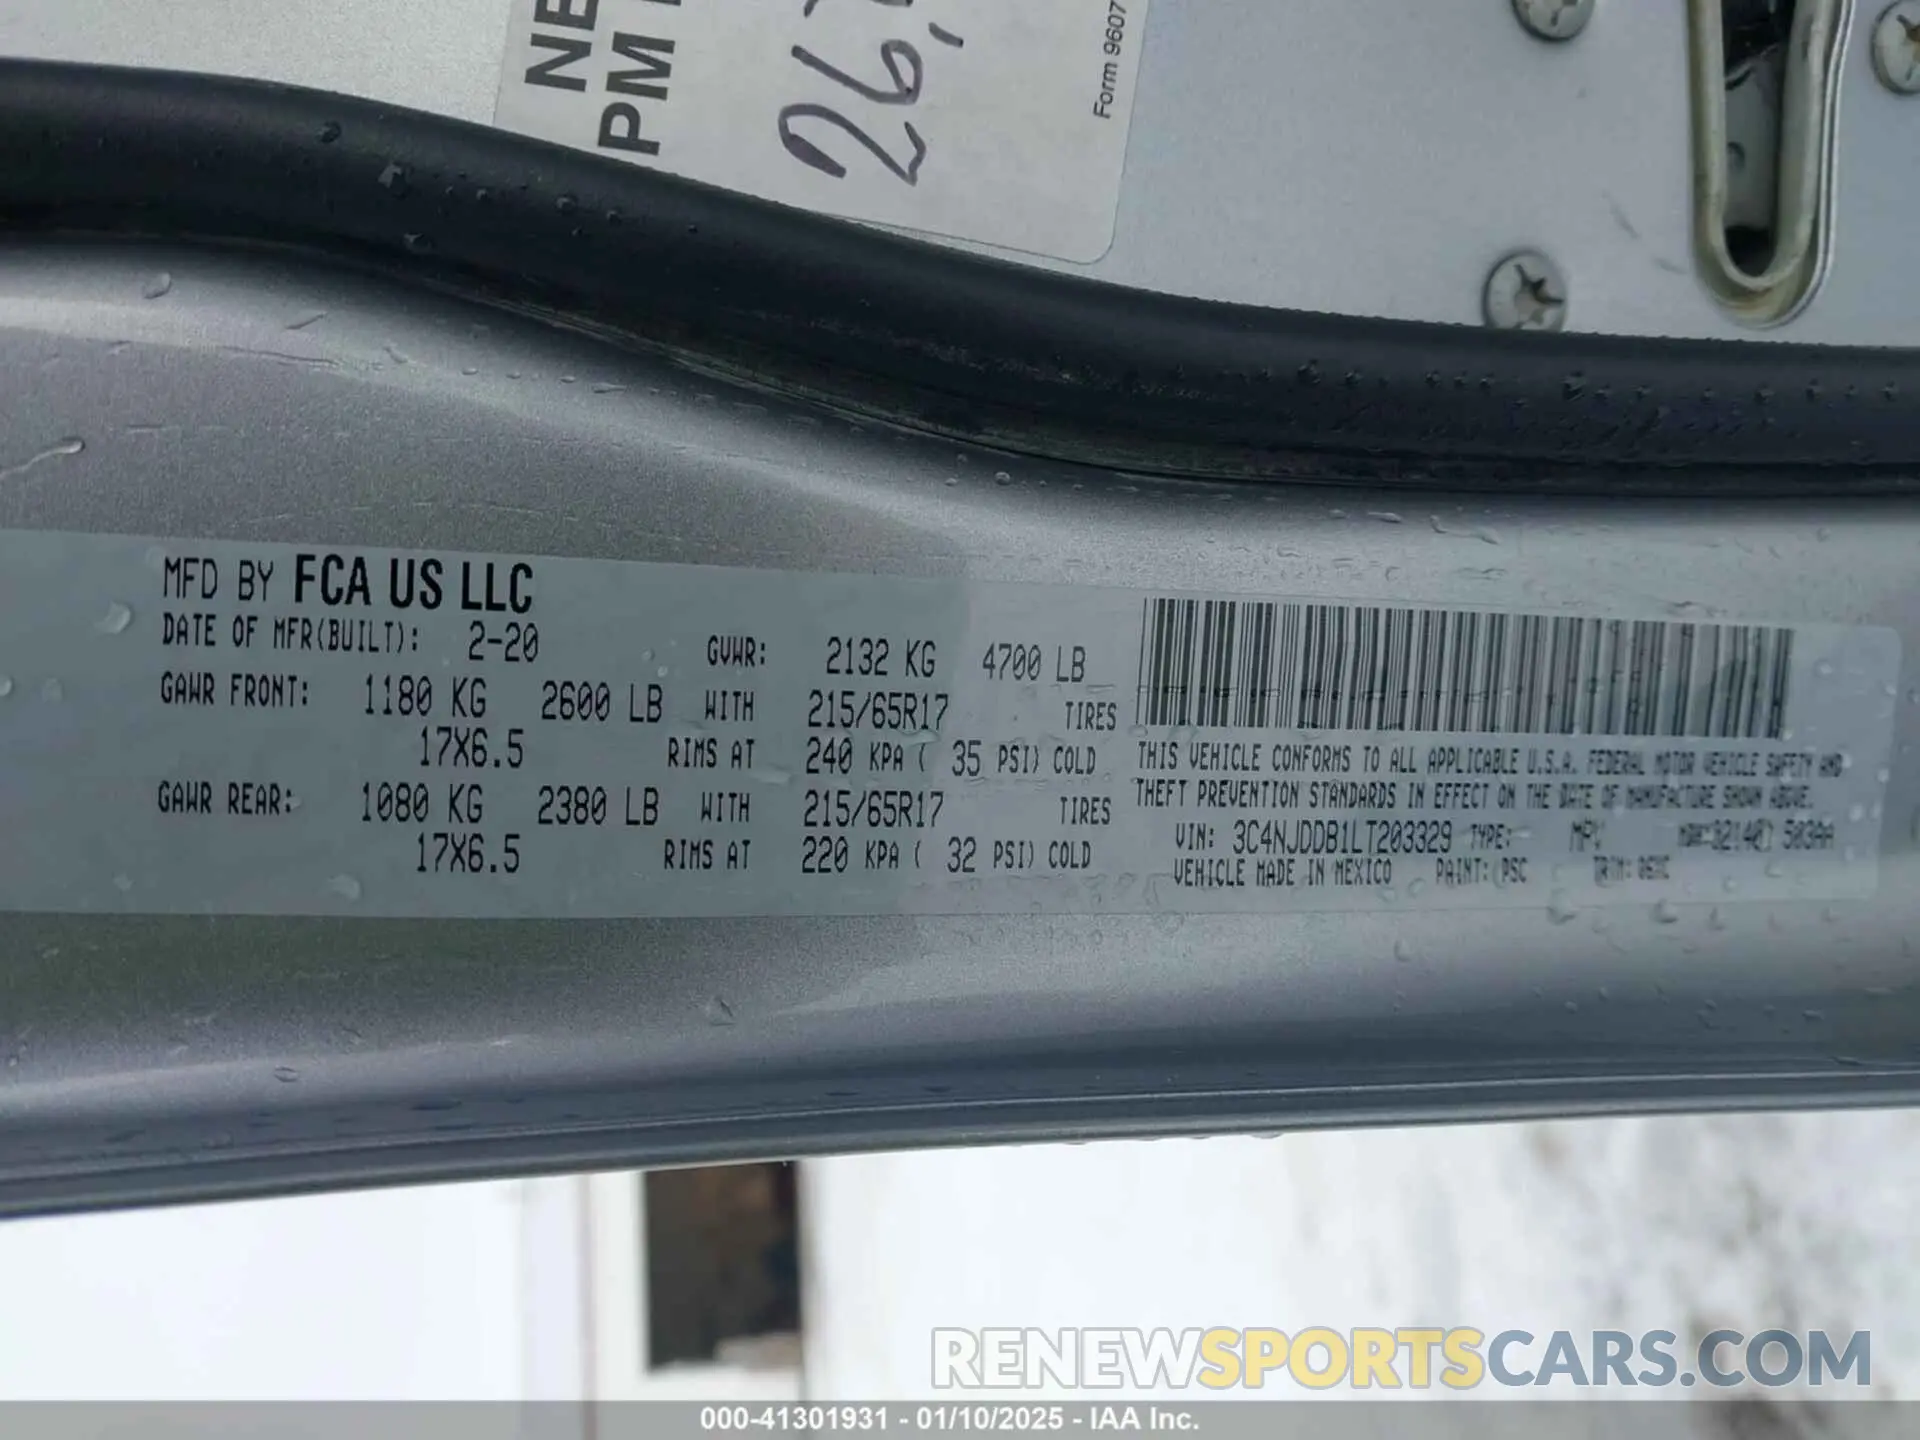 NE
PM
26,
Form 9607
MFD BY FCA US LLC
DATE OF MFR(BUILT): 2-20 GVWR: 2132 KG 4700 LB
GAWR FRONT: 1180 KG 2600 LB WITH 215/65R17 TIRES
17X6.5 RIMS AT 240 KPA ( 35 PSI) COLD
GAWR REAR: 1080 KG 2380 LB WITH 215/65R17 TIRES
17X6.5 RIMS AT 220 KPA ( 32 PSI) COLD
THIS VEHICLE CONFORMS TO ALL APPLICABLE U.S.A. FEDERAL MOTOR VEHICLE SAFETY AND
THEFT PREVENTION STANDARDS IN EFFECT ON THE DATE OF MANUFACTURE SHOWN ABOVE.
VIN: 3C4NJDDB1LT203329 TYPE: MPV 503AA
VEHICLE MADE IN MEXICO PAINT: PSC TRIM:
RENEWSPORTSCARS.COM
000-41301931 - 01/10/2025 - IAA Inc.